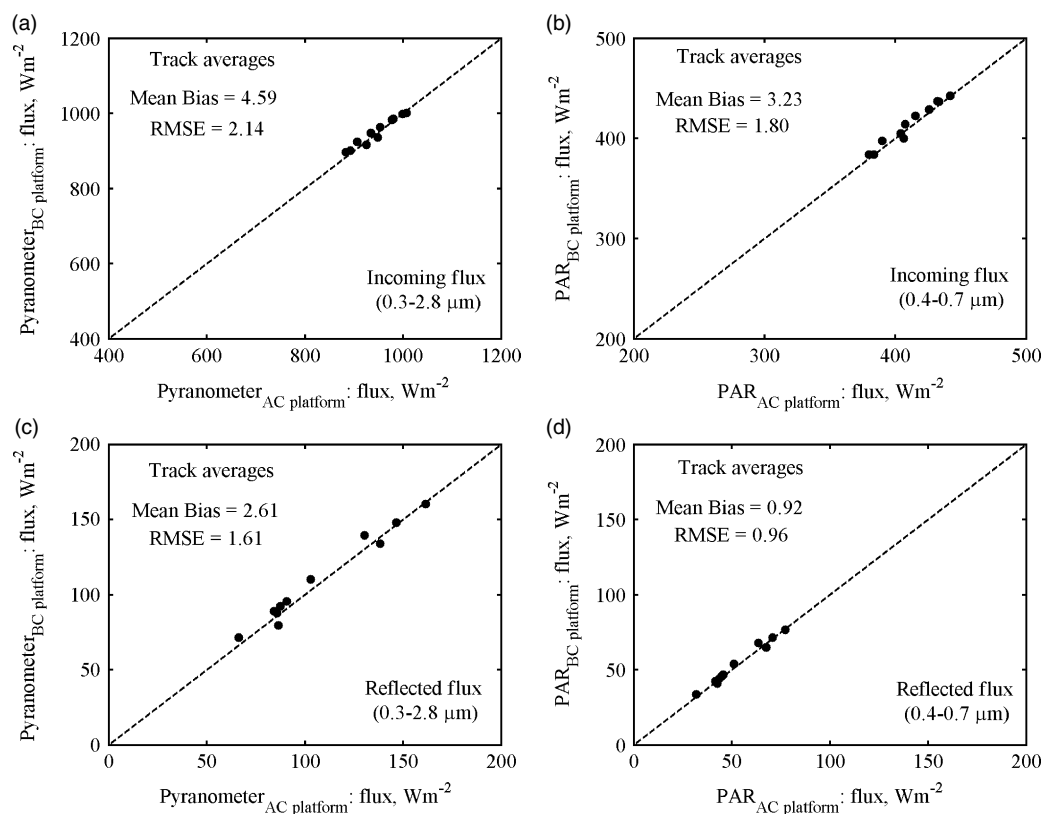 (a)
1200
1000
800
600
400
400
600
800
1000
1200
Track averages
Mean Bias = 4.59
RMSE = 2.14
Incoming flux
(0.3-2.8 μm)
Pyranometer_BC platform: flux, Wm-2
Pyranometer_AC platform: flux, Wm-2
(b)
500
400
300
200
200
300
400
500
Track averages
Mean Bias = 3.23
RMSE = 1.80
Incoming flux
(0.4-0.7 μm)
PAR_BC platform: flux, Wm-2
PAR_AC platform: flux, Wm-2
(c)
200
150
100
50
0
0
50
100
150
200
Track averages
Mean Bias = 2.61
RMSE = 1.61
Reflected flux
(0.3-2.8 μm)
Pyranometer_BC platform: flux, Wm-2
Pyranometer_AC platform: flux, Wm-2
(d)
200
150
100
50
0
0
50
100
150
200
Track averages
Mean Bias = 0.92
RMSE = 0.96
Reflected flux
(0.4-0.7 μm)
PAR_BC platform: flux, Wm-2
PAR_AC platform: flux, Wm-2